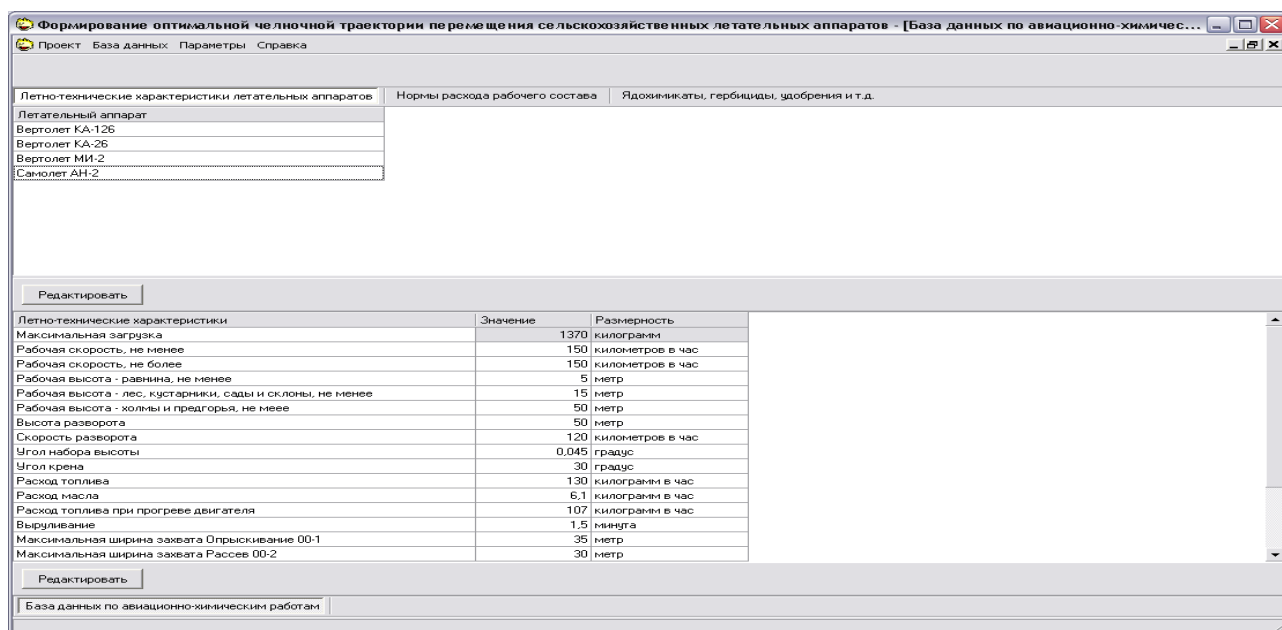 Формирование оптимальной челночной траектории перемещения сельскохозяйственных летательных аппаратов - [База данных по авиационно-химичес...
Проект База данных Параметры Справка
Летно-технические характеристики летательных аппаратов Нормы расхода рабочего состава Ядохимикаты, гербициды, удобрения и т.д.
Летательный аппарат
Вертолет КА-126
Вертолет КА-26
Вертолет МИ-2
Самолет АН-2
Редактировать
Летно-технические характеристики Значение Размерность
Максимальная загрузка 1370 килограмм
Рабочая скорость, не менее 150 километров в час
Рабочая скорость, не более 150 километров в час
Рабочая высота - равнина, не менее 5 метр
Рабочая высота - лес, кустарники, сады и склоны, не менее 15 метр
Рабочая высота - холмы и предгорья, не меее 50 метр
Высота разворота 50 метр
Скорость разворота 120 километров в час
Угол набора высоты 0,045 градус
Угол крена 30 градус
Расход топлива 130 килограмм в час
Расход масла 6,1 килограмм в час
Расход топлива при прогреве двигателя 107 килограмм в час
Выруливание 1,5 минута
Максимальная ширина захвата Опрыскивание 00-1 35 метр
Максимальная ширина захвата Рассев 00-2 30 метр
Редактировать
База данных по авиационно-химическим работам